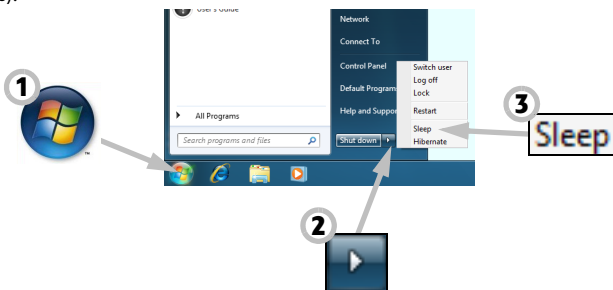 User's Guide
Network
Connect To
Control Panel
Default Program
Help and Suppor
All Programs
Search programs and files
Shut down
Switch user
Log off
Lock
Restart
Sleep
Hibernate
1
2
3
Sleep